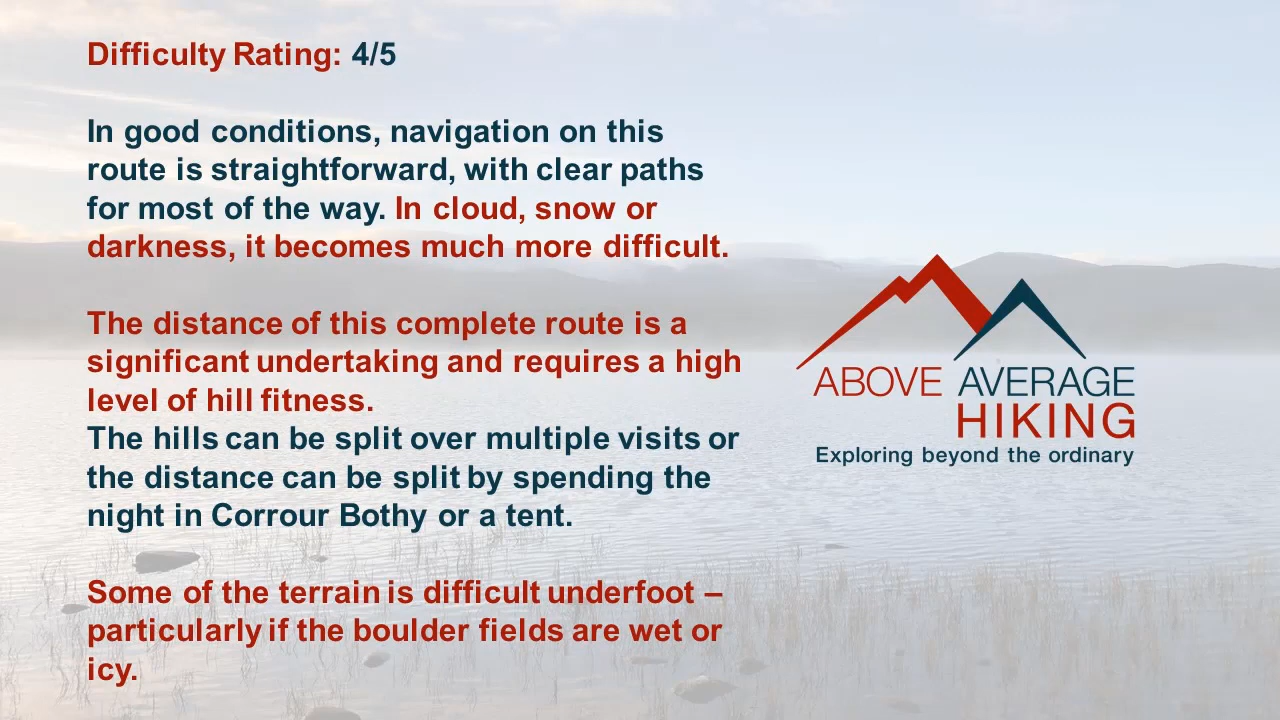 Difficulty Rating: 4/5
In good conditions, navigation on this
route is straightforward, with clear paths
for most of the way. In cloud, snow or
darkness, it becomes much more difficult.
The distance of this complete route is a
significant undertaking and requires a high
level of hill fitness.
The hills can be split over multiple visits or
the distance can be split by spending the
night in Corrour Bothy or a tent.
Some of the terrain is difficult underfoot –
particularly if the boulder fields are wet or
icy.
ABOVE AVERAGE
HIKING
Exploring beyond the ordinary